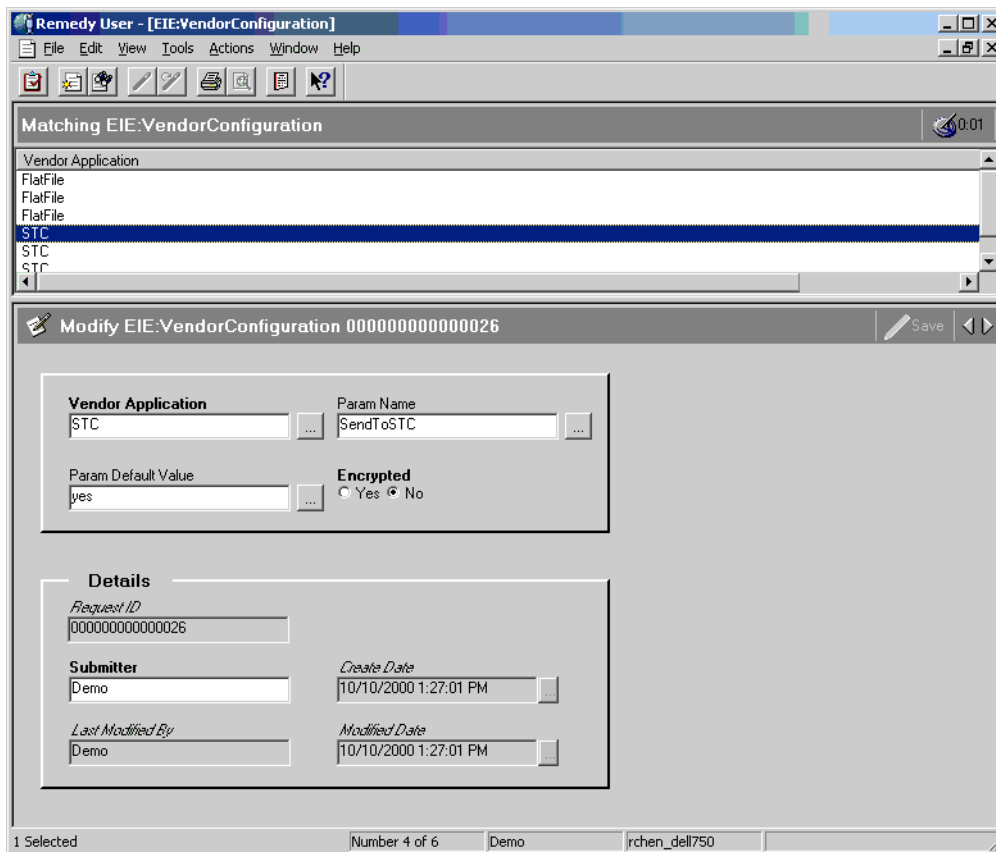 Remedy User - [EIE:VendorConfiguration]
File Edit View Tools Actions Window Help
Matching EIE:VendorConfiguration 0:01
Vendor Application
FlatFile
FlatFile
FlatFile
STC
STC
STC
Modify EIE:VendorConfiguration 000000000000026 Save
Vendor Application Param Name
STC ... SendToSTC ...
Param Default Value Encrypted
yes ... Yes No
Details
Request ID
000000000000026
Submitter Create Date
Demo 10/10/2000 1:27:01 PM ...
Last Modified By Modified Date
Demo 10/10/2000 1:27:01 PM ...
1 Selected Number 4 of 6 Demo rchen_dell750